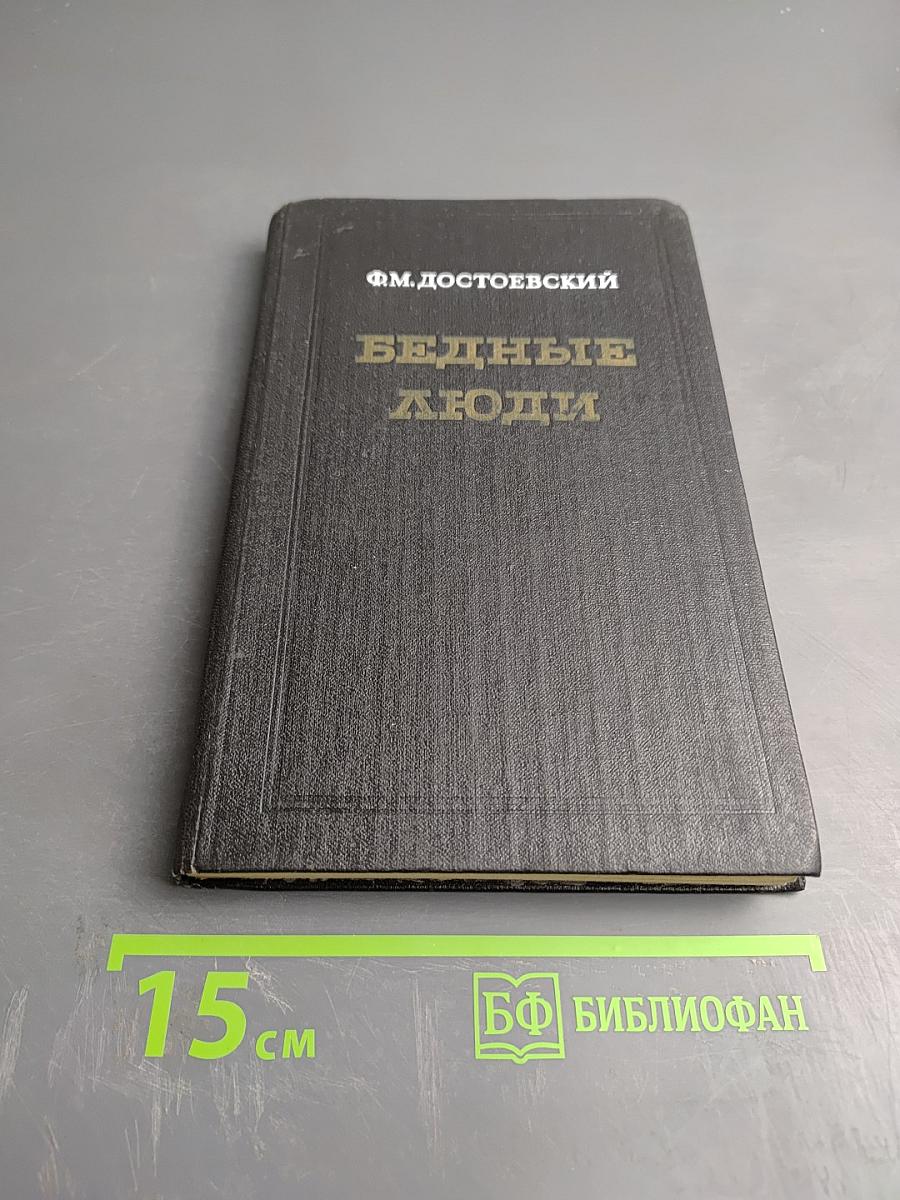 Ф.М. ДОСТОЕВСКИЙ
БЕДНЫЕ
ЛЮДИ
15 см
БФ БИБЛИОФАН